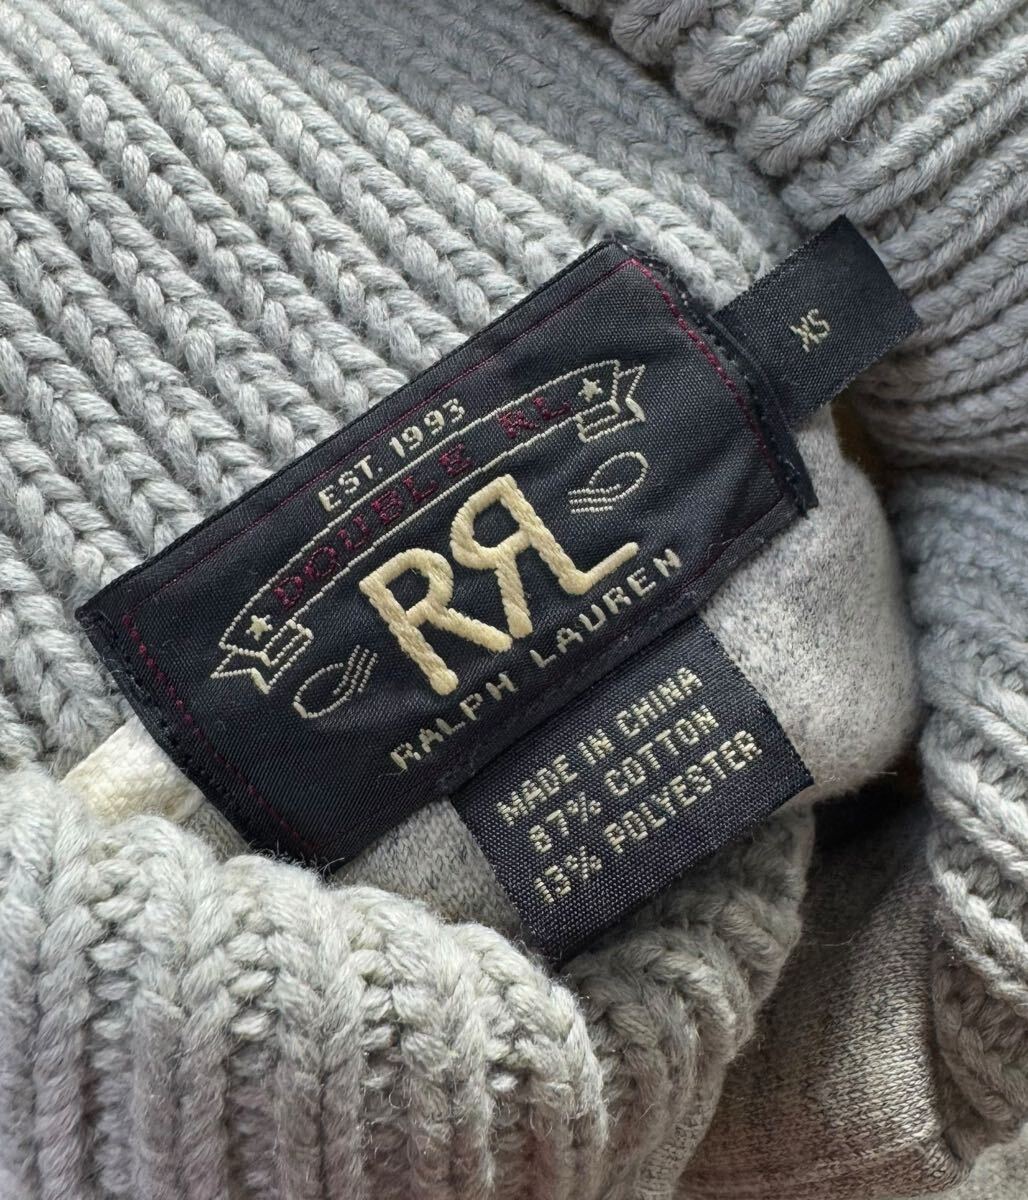 EST. 1993
DOUBLE RL
RRL
RALPH LAUREN
XS
MADE IN CHINA
87% COTTON
13% POLYESTER